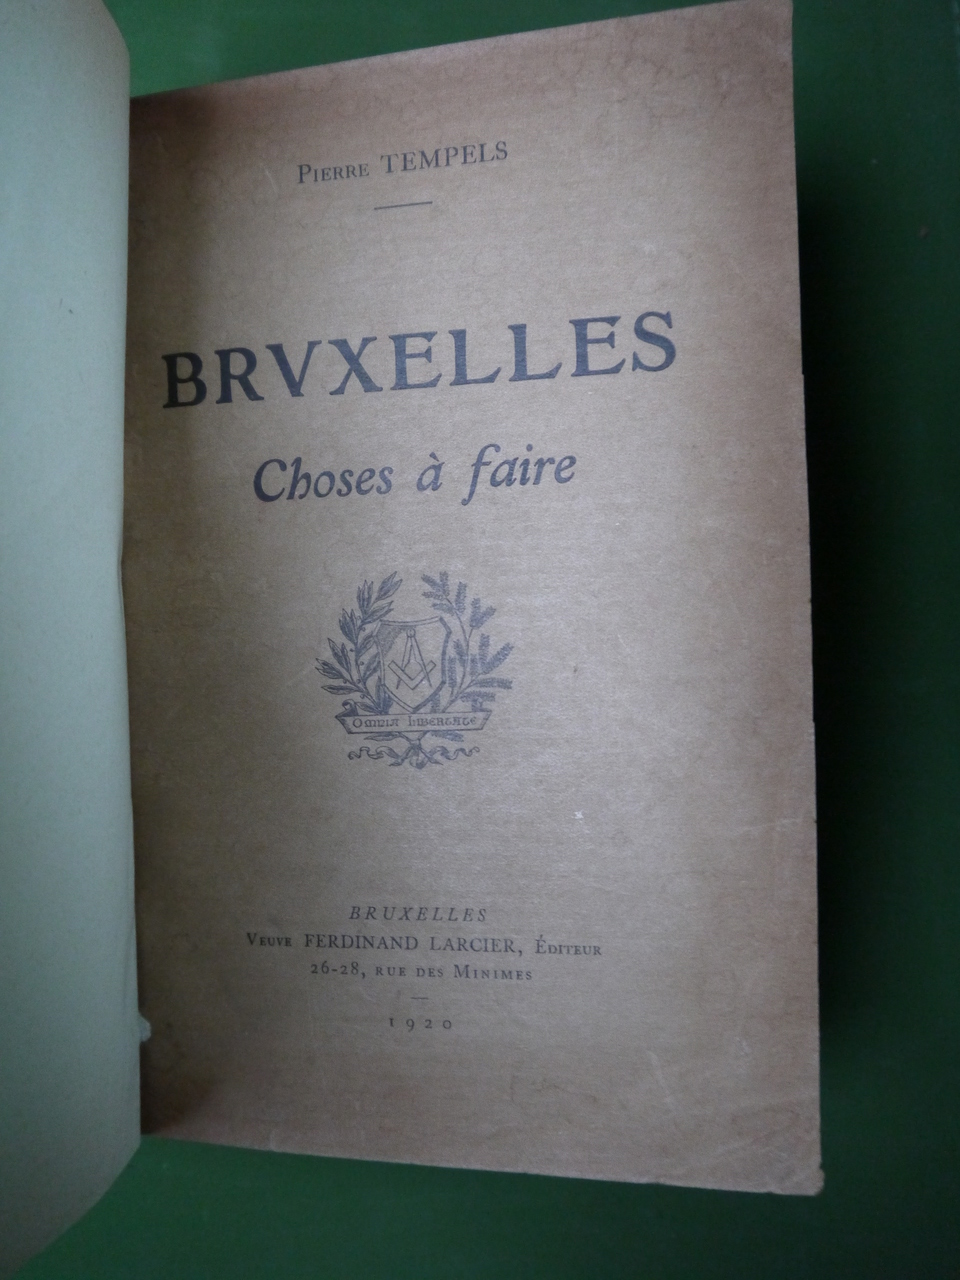 Pierre TEMPELS
BRVXELLES
Choses à faire
Omnia Libertate
BRUXELLES
Veuve FERDINAND LARCIER, Éditeur
26-28, rue des Minimes
1920